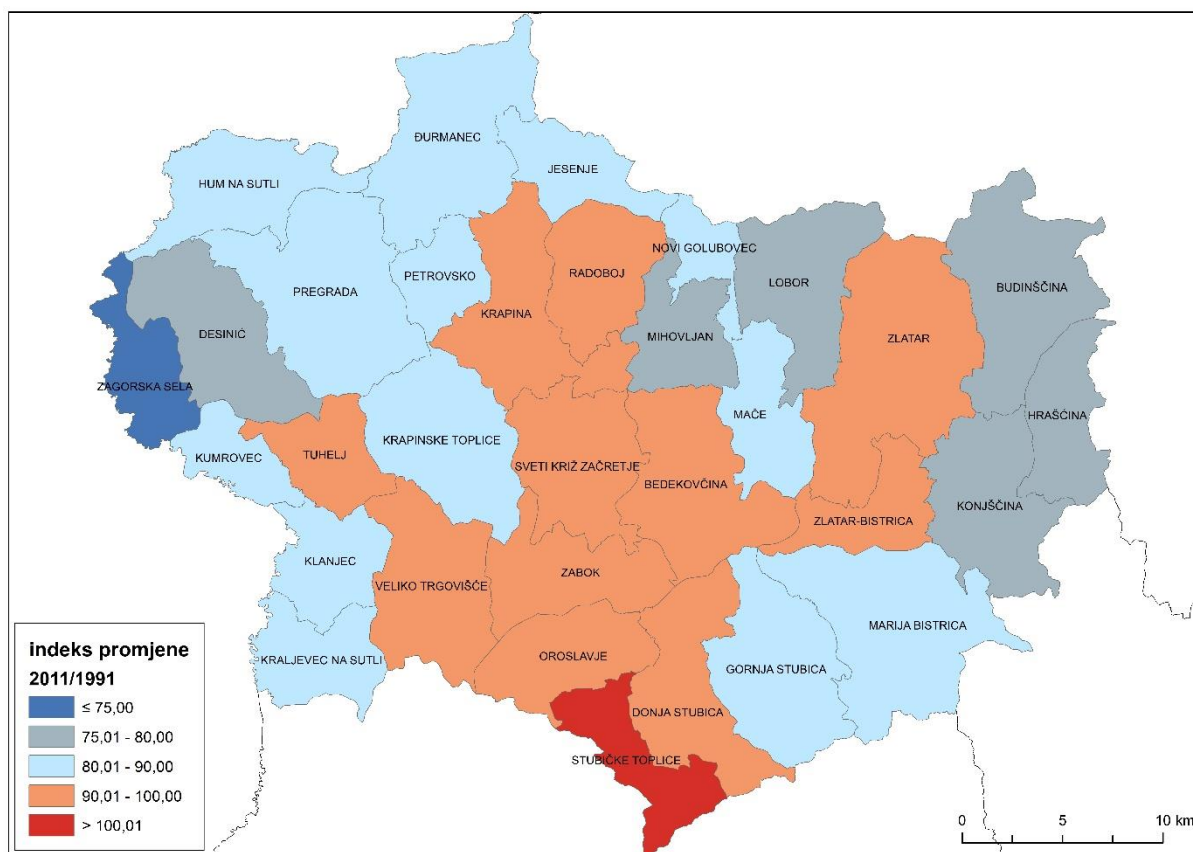 ĐURMANEC
JESENJE
HUM NA SUTLI
NOVI GOLUBOVEC
PETROVSKO
RADOBOJ
LOBOR
BUDINŠČINA
PREGRADA
KRAPINA
DESINIĆ
MIHOVLJAN
ZLATAR
ZAGORSKA SELA
MAČE
HRAŠĆINA
KRAPINSKE TOPLICE
TUHELJ
KUMROVEC
SVETI KRIŽ ZAČRETJE
BEDEKOVČINA
KONJŠČINA
ZLATAR-BISTRICA
KLANJEC
ZABOK
VELIKO TRGOVIŠĆE
MARIJA BISTRICA
KRALJEVEC NA SUTLI
OROSLAVJE
GORNJA STUBICA
DONJA STUBICA
STUBIČKE TOPLICE
indeks promjene
2011/1991
≤ 75,00
75,01 - 80,00
80,01 - 90,00
90,01 - 100,00
> 100,01
0 5 10 km